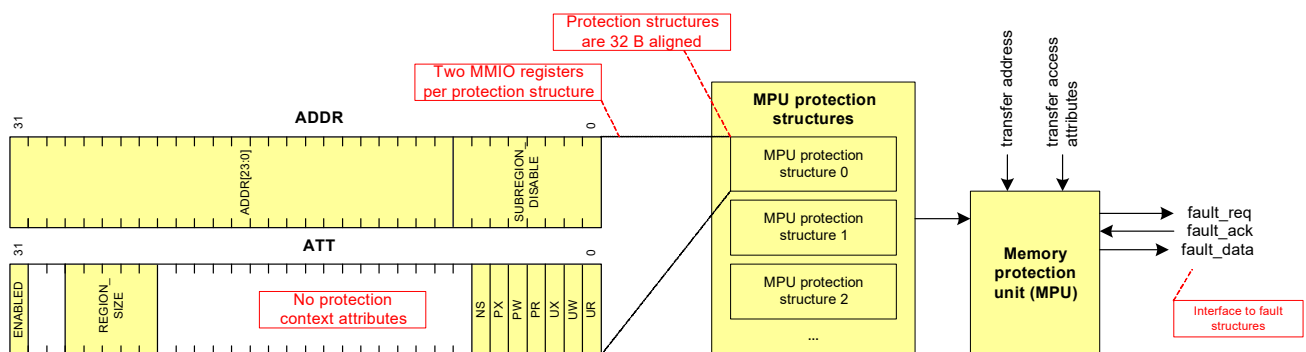 Protection structures
are 32 B aligned
Two MMIO registers
per protection structure
ADDR
31
0
ADDR[23:0]
SUBREGION_
DISABLE
ATT
31
0
ENABLED
REGION_
SIZE
No protection
context attributes
NS
PX
PW
PR
UX
UW
UR
MPU protection
structures
MPU protection
structure 0
MPU protection
structure 1
MPU protection
structure 2
...
transfer address
transfer access
attributes
Memory
protection
unit (MPU)
fault_req
fault_ack
fault_data
Interface to fault
structures